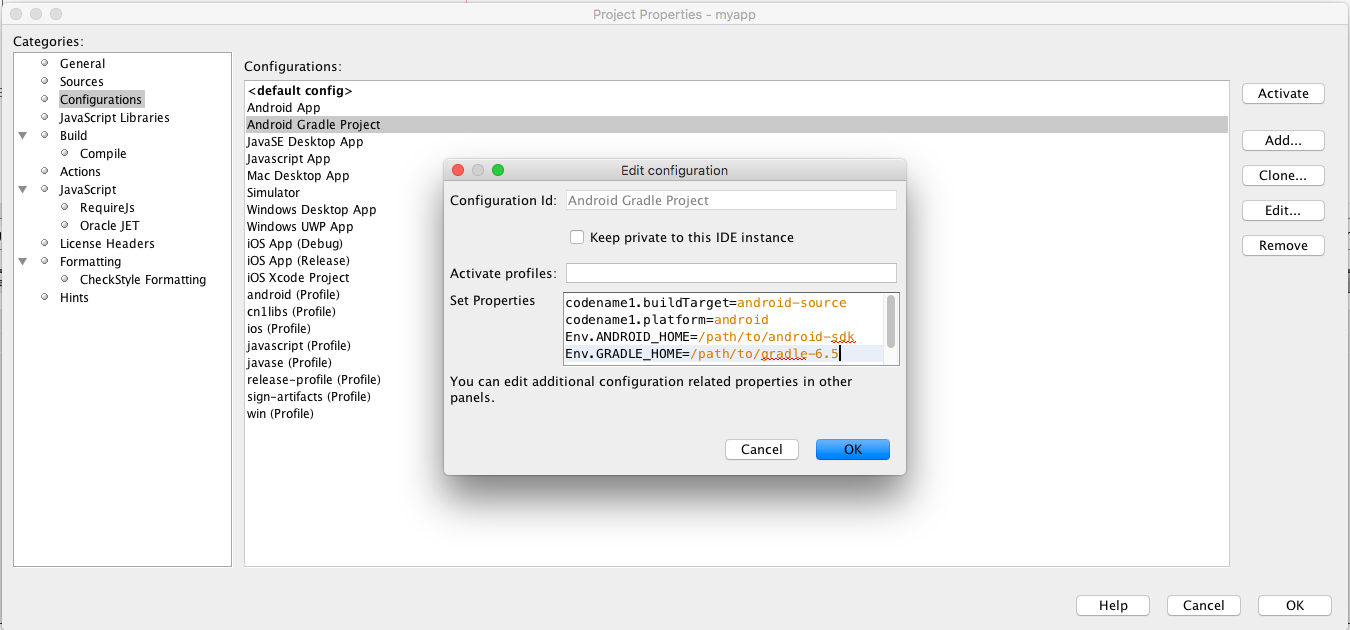 Project Properties - myapp
Categories:
General
Sources
Configurations
JavaScript Libraries
Build
Compile
Actions
JavaScript
RequireJs
Oracle JET
License Headers
Formatting
CheckStyle Formatting
Hints
Configurations:
<default config>
Android App
Android Gradle Project
JavaSE Desktop App
Javascript App
Mac Desktop App
Simulator
Windows Desktop App
Windows UWP App
iOS App (Debug)
iOS App (Release)
iOS Xcode Project
android (Profile)
cn1libs (Profile)
ios (Profile)
javascript (Profile)
javase (Profile)
release-profile (Profile)
sign-artifacts (Profile)
win (Profile)
Activate
Add...
Clone...
Edit...
Remove
Edit configuration
Configuration Id: Android Gradle Project
Keep private to this IDE instance
Activate profiles:
Set Properties
codename1.buildTarget=android-source
codename1.platform=android
Env.ANDROID_HOME=/path/to/android-sdk
Env.GRADLE_HOME=/path/to/gradle-6.5
You can edit additional configuration related properties in other
panels.
Cancel
OK
Help
Cancel
OK